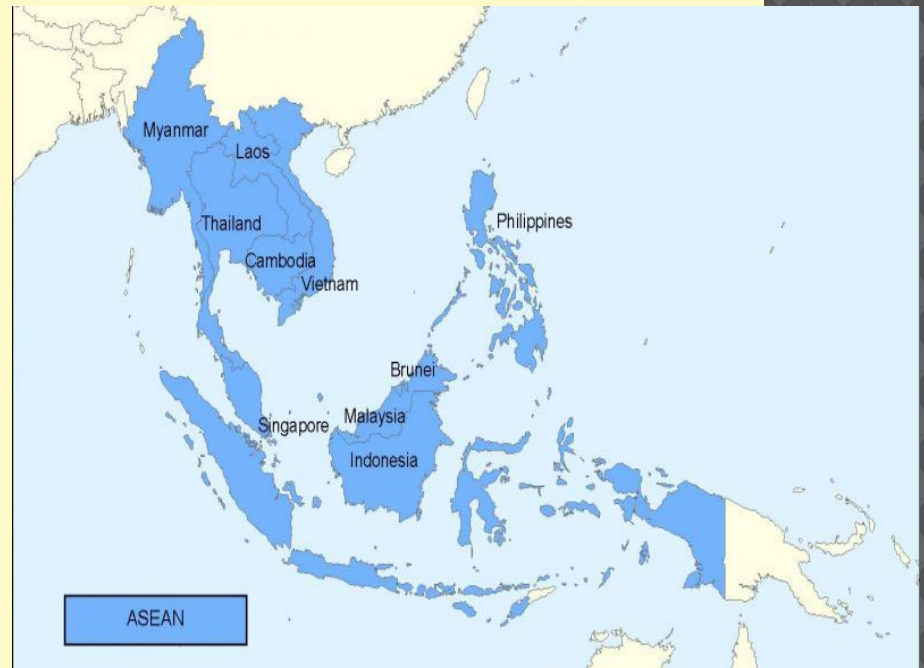 Myanmar
Laos
Thailand
Philippines
Cambodia
Vietnam
Brunei
Malaysia
Singapore
Indonesia
ASEAN